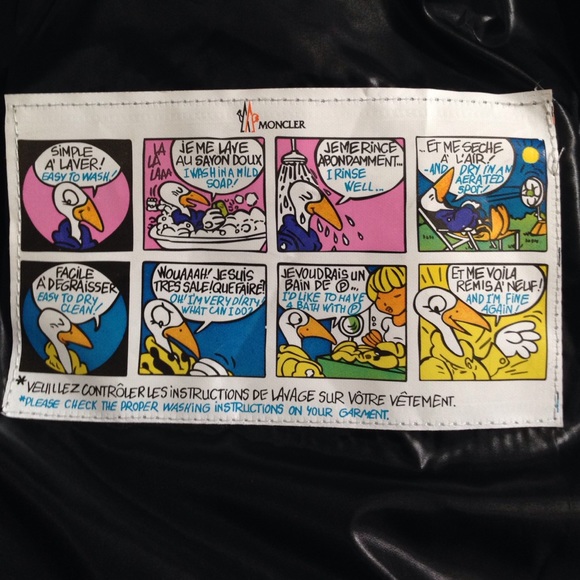 MONCLER
SIMPLE
A' LAVER!
EASY TO WASH!
LA
LA
LAAA
JE ME LAVE
AU SAYON DOUX
I WASH IN A MILD
SOAP!
JE ME RINCE
ABONDAMMENT...
I RINSE
WELL...
..ET ME SECHE
A' L'AIR!
-AND DRY IN AN
AERATED
SPOT!
FACILE
A' DEGRAISSER
EASY TO DRY
CLEAN!
WOUAAAH! JE SUIS
TRES SALE! QUE FAIRE?
OH! I'M VERY DIRTY
WHAT CAN I DO?
JE VOUDRAIS UN
BAIN DE Ⓟ...
I'D LIKE TO HAVE
A BATH WITH Ⓟ
ET ME VOILA
REMIS A' NEUF!
AND I'M FINE
AGAIN!
*VEUILLEZ CONTRÔLER LES INSTRUCTIONS DE LAVAGE SUR VÔTRE VÊTEMENT.
*PLEASE CHECK THE PROPER WASHING INSTRUCTIONS ON YOUR GARMENT.